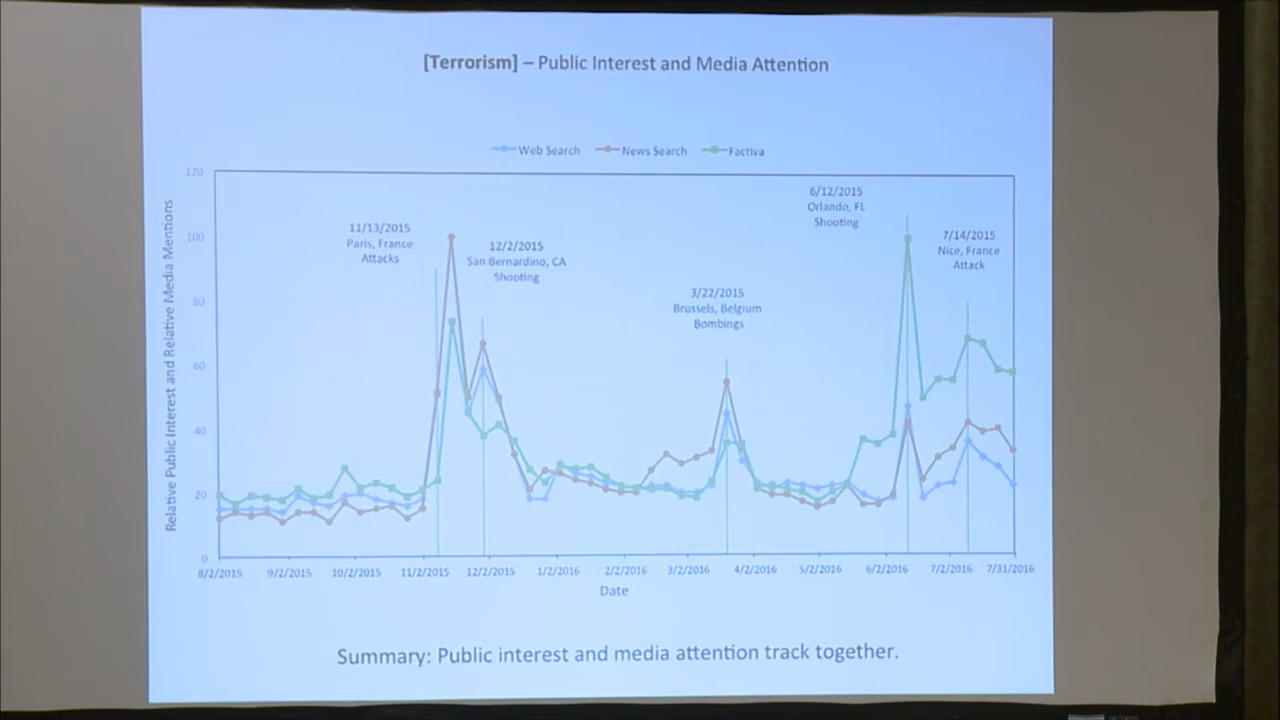 [Terrorism] – Public Interest and Media Attention
Web Search
News Search
Factiva
Relative Public Interest and Relative Media Mentions
120
100
80
60
40
20
0
11/13/2015
Paris, France
Attacks
12/2/2015
San Bernardino, CA
Shooting
3/22/2015
Brussels, Belgium
Bombings
6/12/2015
Orlando, FL
Shooting
7/14/2015
Nice, France
Attack
8/2/2015
9/2/2015
10/2/2015
11/2/2015
12/2/2015
1/2/2016
2/2/2016
3/2/2016
4/2/2016
5/2/2016
6/2/2016
7/2/2016
7/31/2016
Date
Summary: Public interest and media attention track together.